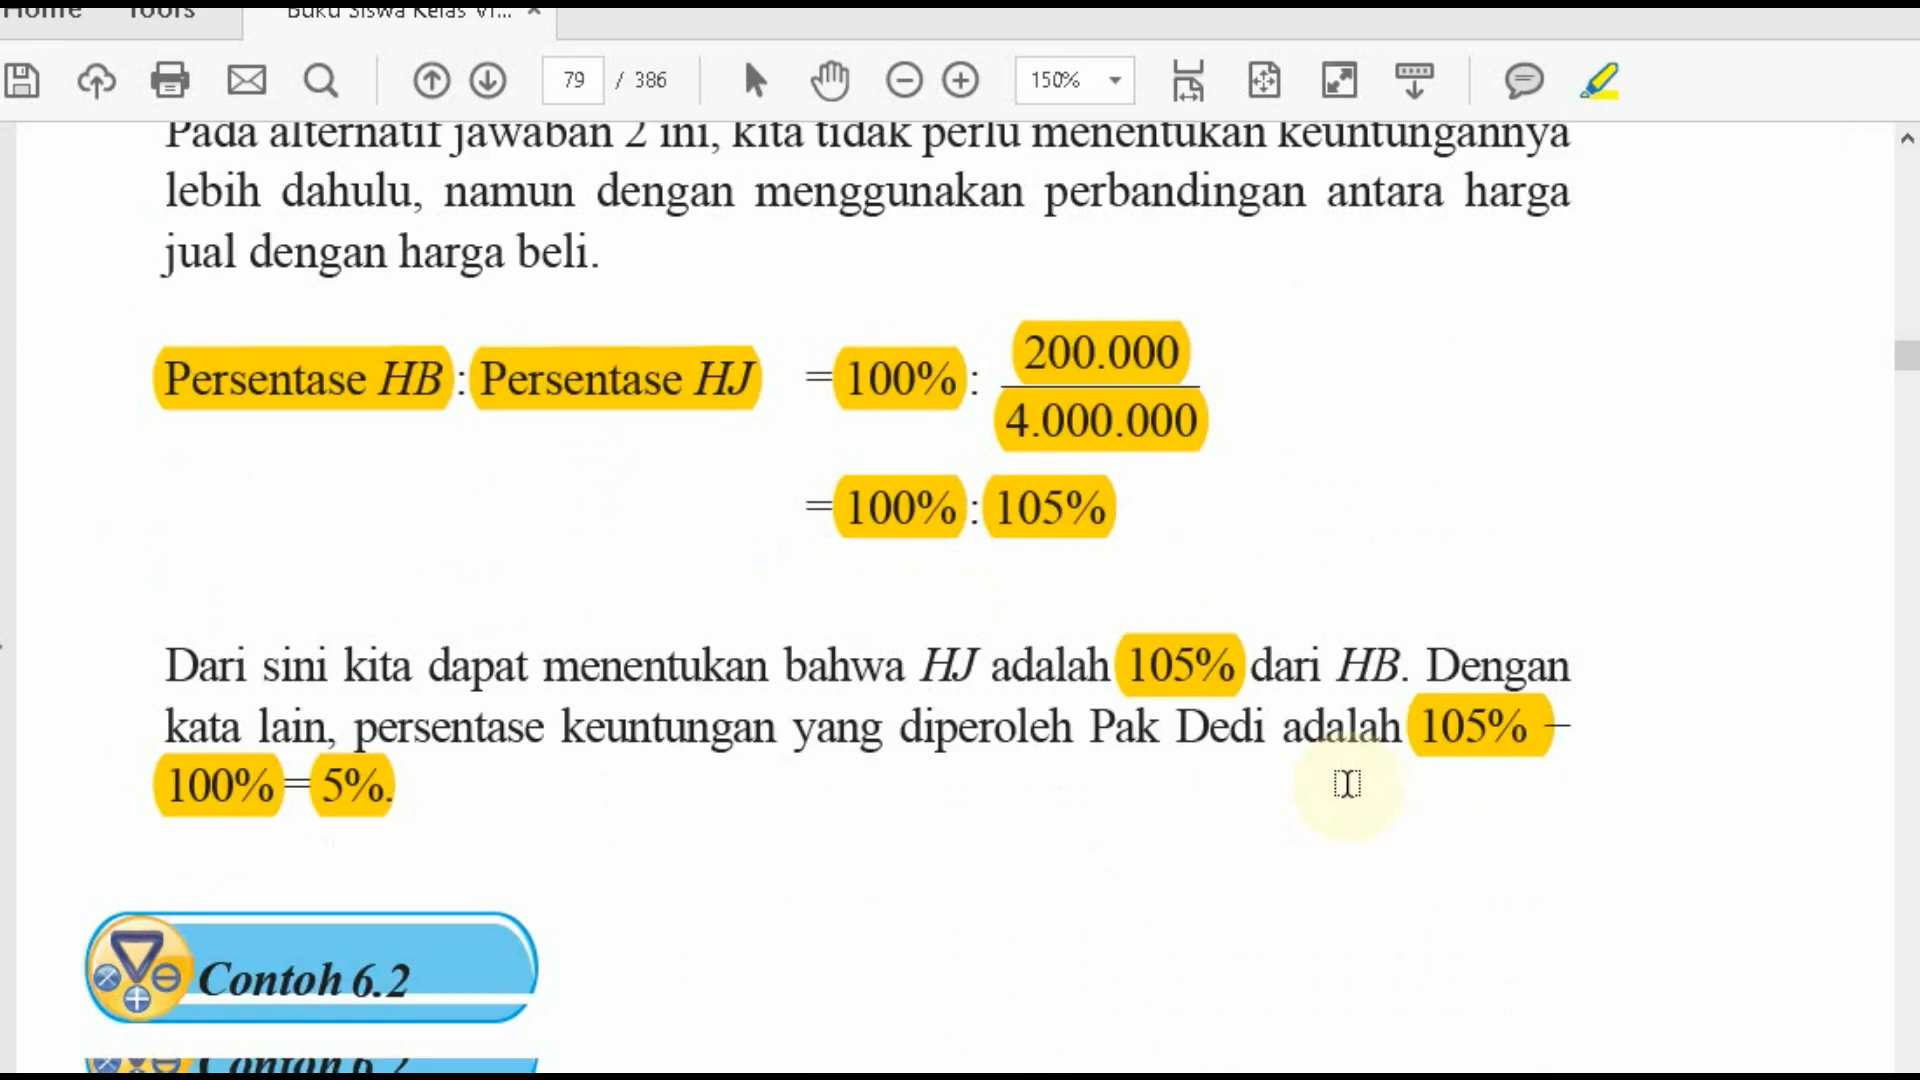 Home Tools Buku Siswa Kelas VI...
79 / 386 150%
Pada alternatif jawaban 2 ini, kita tidak perlu menentukan keuntungannya
lebih dahulu, namun dengan menggunakan perbandingan antara harga
jual dengan harga beli.
Persentase HB : Persentase HJ = 100% : 200.000
4.000.000
= 100% : 105%
Dari sini kita dapat menentukan bahwa HJ adalah 105% dari HB. Dengan
kata lain, persentase keuntungan yang diperoleh Pak Dedi adalah 105% −
100% = 5%.
Contoh 6.2
Contoh 6.2